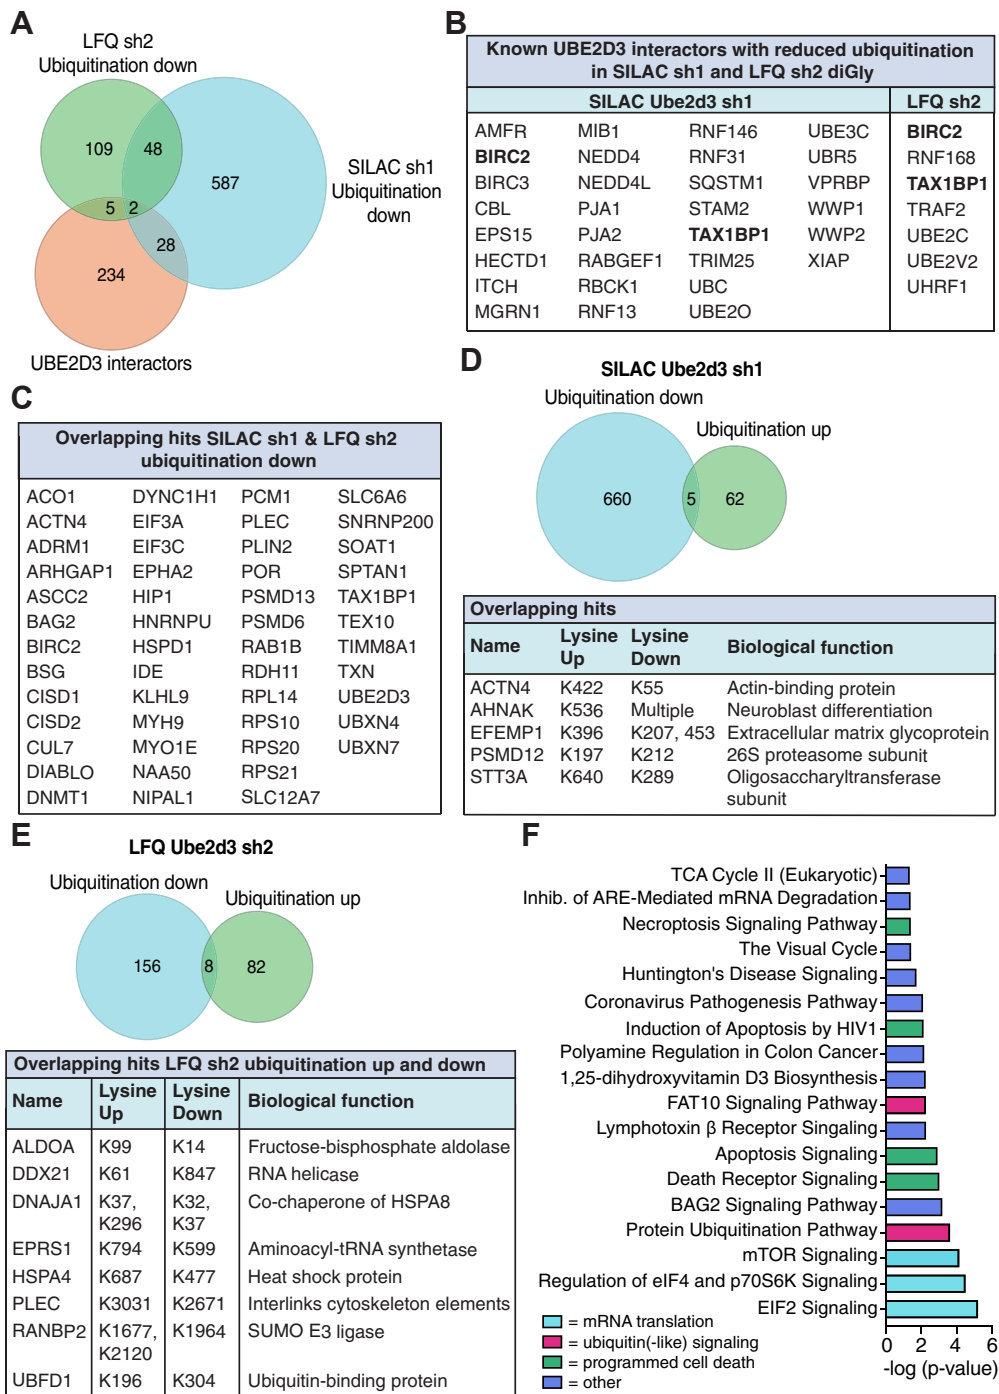 A
LFQ sh2
Ubiquitination down
109
48
587
SILAC sh1
Ubiquitination
down
5
2
28
234
UBE2D3 interactors
B
Known UBE2D3 interactors with reduced ubiquitination
in SILAC sh1 and LFQ sh2 diGly
SILAC Ube2d3 sh1 LFQ sh2
AMFR MIB1 RNF146 UBE3C BIRC2
BIRC2 NEDD4 RNF31 UBR5 RNF168
BIRC3 NEDD4L SQSTM1 VPRBP TAX1BP1
CBL PJA1 STAM2 WWP1 TRAF2
EPS15 PJA2 TAX1BP1 WWP2 UBE2C
HECTD1 RABGEF1 TRIM25 XIAP UBE2V2
ITCH RBCK1 UBC UHRF1
MGRN1 RNF13 UBE2O
C
Overlapping hits SILAC sh1 & LFQ sh2
ubiquitination down
ACO1 DYNC1H1 PCM1 SLC6A6
ACTN4 EIF3A PLEC SNRNP200
ADRM1 EIF3C PLIN2 SOAT1
ARHGAP1 EPHA2 POR SPTAN1
ASCC2 HIP1 PSMD13 TAX1BP1
BAG2 HNRNPU PSMD6 TEX10
BIRC2 HSPD1 RAB1B TIMM8A1
BSG IDE RDH11 TXN
CISD1 KLHL9 RPL14 UBE2D3
CISD2 MYH9 RPS10 UBXN4
CUL7 MYO1E RPS20 UBXN7
DIABLO NAA50 RPS21
DNMT1 NIPAL1 SLC12A7
D
SILAC Ube2d3 sh1
Ubiquitination down
Ubiquitination up
660
5
62
Overlapping hits
Name Lysine Up Lysine Down Biological function
ACTN4 K422 K55 Actin-binding protein
AHNAK K536 Multiple Neuroblast differentiation
EFEMP1 K396 K207, 453 Extracellular matrix glycoprotein
PSMD12 K197 K212 26S proteasome subunit
STT3A K640 K289 Oligosaccharyltransferase
subunit
E
LFQ Ube2d3 sh2
Ubiquitination down
Ubiquitination up
156
8
82
Overlapping hits LFQ sh2 ubiquitination up and down
Name Lysine Up Lysine Down Biological function
ALDOA K99 K14 Fructose-bisphosphate aldolase
DDX21 K61 K847 RNA helicase
DNAJA1 K37, K32, Co-chaperone of HSPA8
K296 K37
EPRS1 K794 K599 Aminoacyl-tRNA synthetase
HSPA4 K687 K477 Heat shock protein
PLEC K3031 K2671 Interlinks cytoskeleton elements
RANBP2 K1677, K1964 SUMO E3 ligase
K2120
UBFD1 K196 K304 Ubiquitin-binding protein
F
TCA Cycle II (Eukaryotic)
Inhib. of ARE-Mediated mRNA Degradation
Necroptosis Signaling Pathway
The Visual Cycle
Huntington's Disease Signaling
Coronavirus Pathogenesis Pathway
Induction of Apoptosis by HIV1
Polyamine Regulation in Colon Cancer
1,25-dihydroxyvitamin D3 Biosynthesis
FAT10 Signaling Pathway
Lymphotoxin β Receptor Singaling
Apoptosis Signaling
Death Receptor Signaling
BAG2 Signaling Pathway
Protein Ubiquitination Pathway
mTOR Signaling
Regulation of eIF4 and p70S6K Signaling
EIF2 Signaling
= mRNA translation
= ubiquitin(-like) signaling
= programmed cell death
= other
0 2 4 6
-log (p-value)